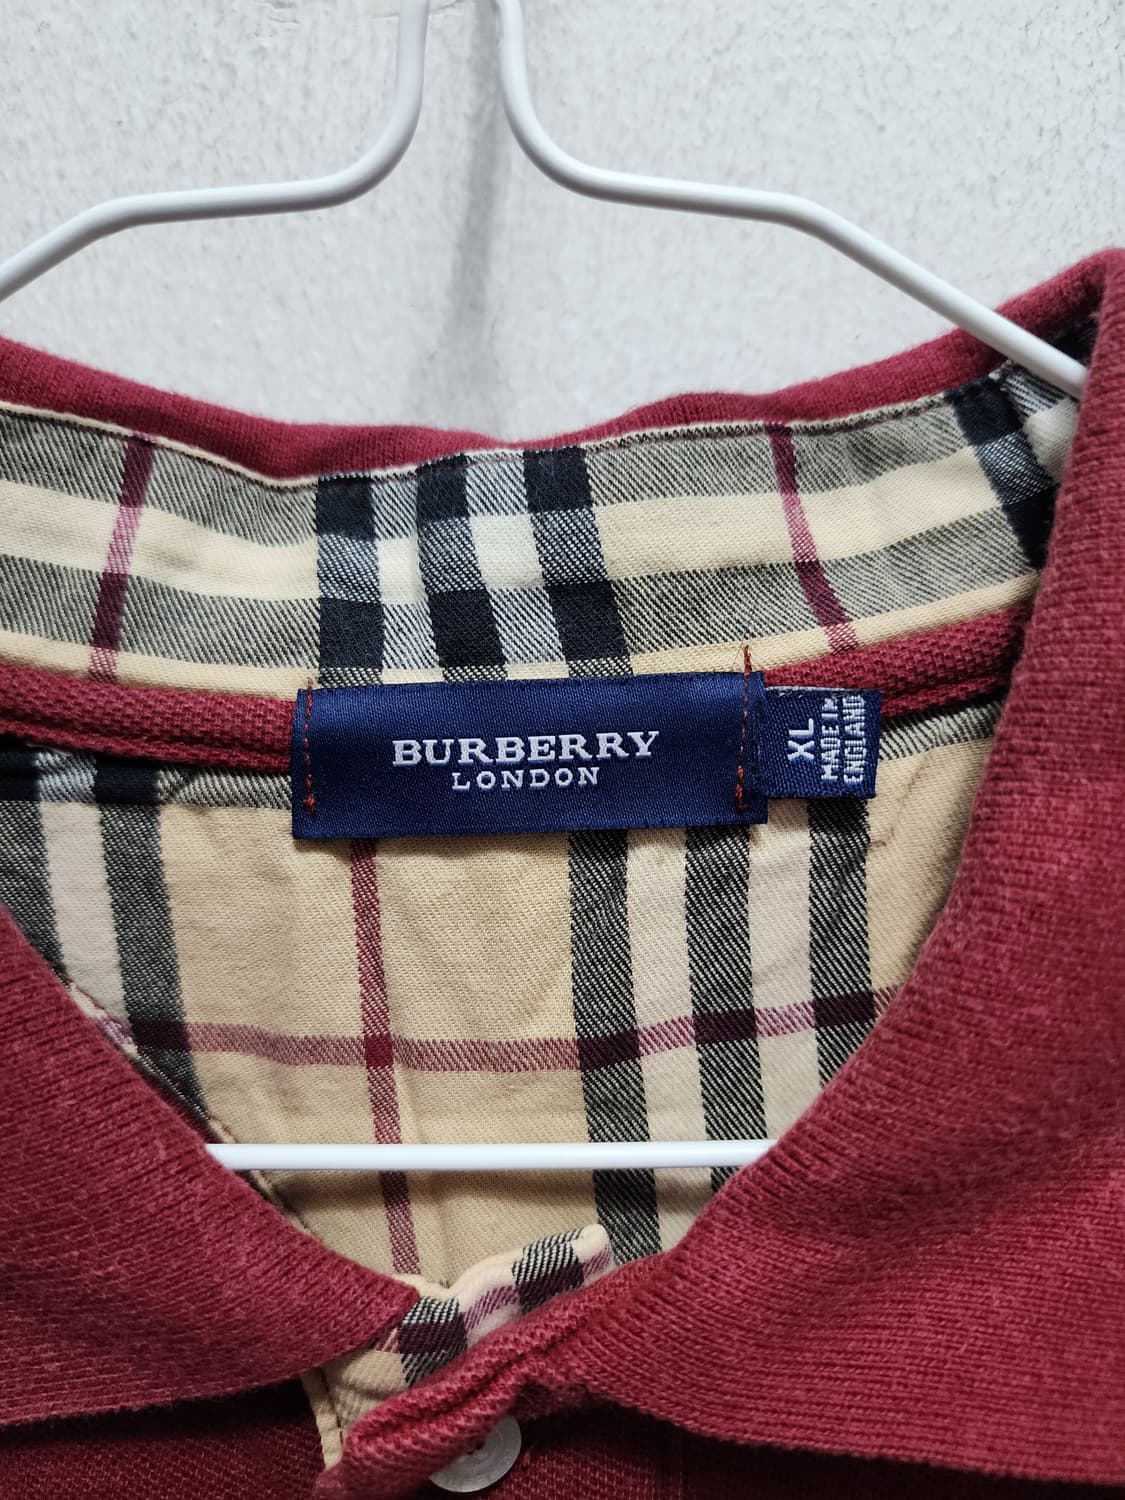 BURBERRY
LONDON
XL
MADE IN
ENGLAND